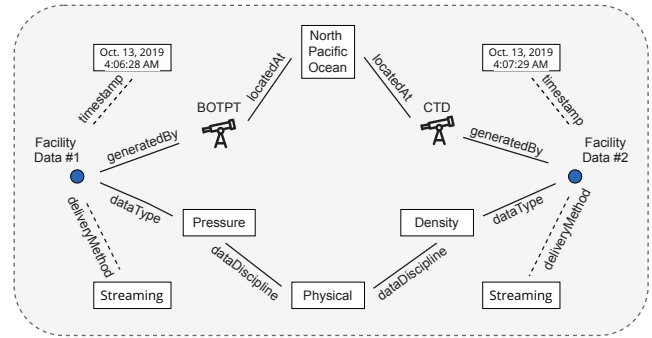 North
Pacific
Ocean
Oct. 13, 2019
4:06:28 AM
Oct. 13, 2019
4:07:29 AM
timestamp
locatedAt
locatedAt
timestamp
BOTPT
CTD
Facility
Data #1
generatedBy
generatedBy
Facility
Data #2
dataType
dataType
deliveryMethod
Pressure
Density
deliveryMethod
dataDiscipline
dataDiscipline
Streaming
Physical
Streaming